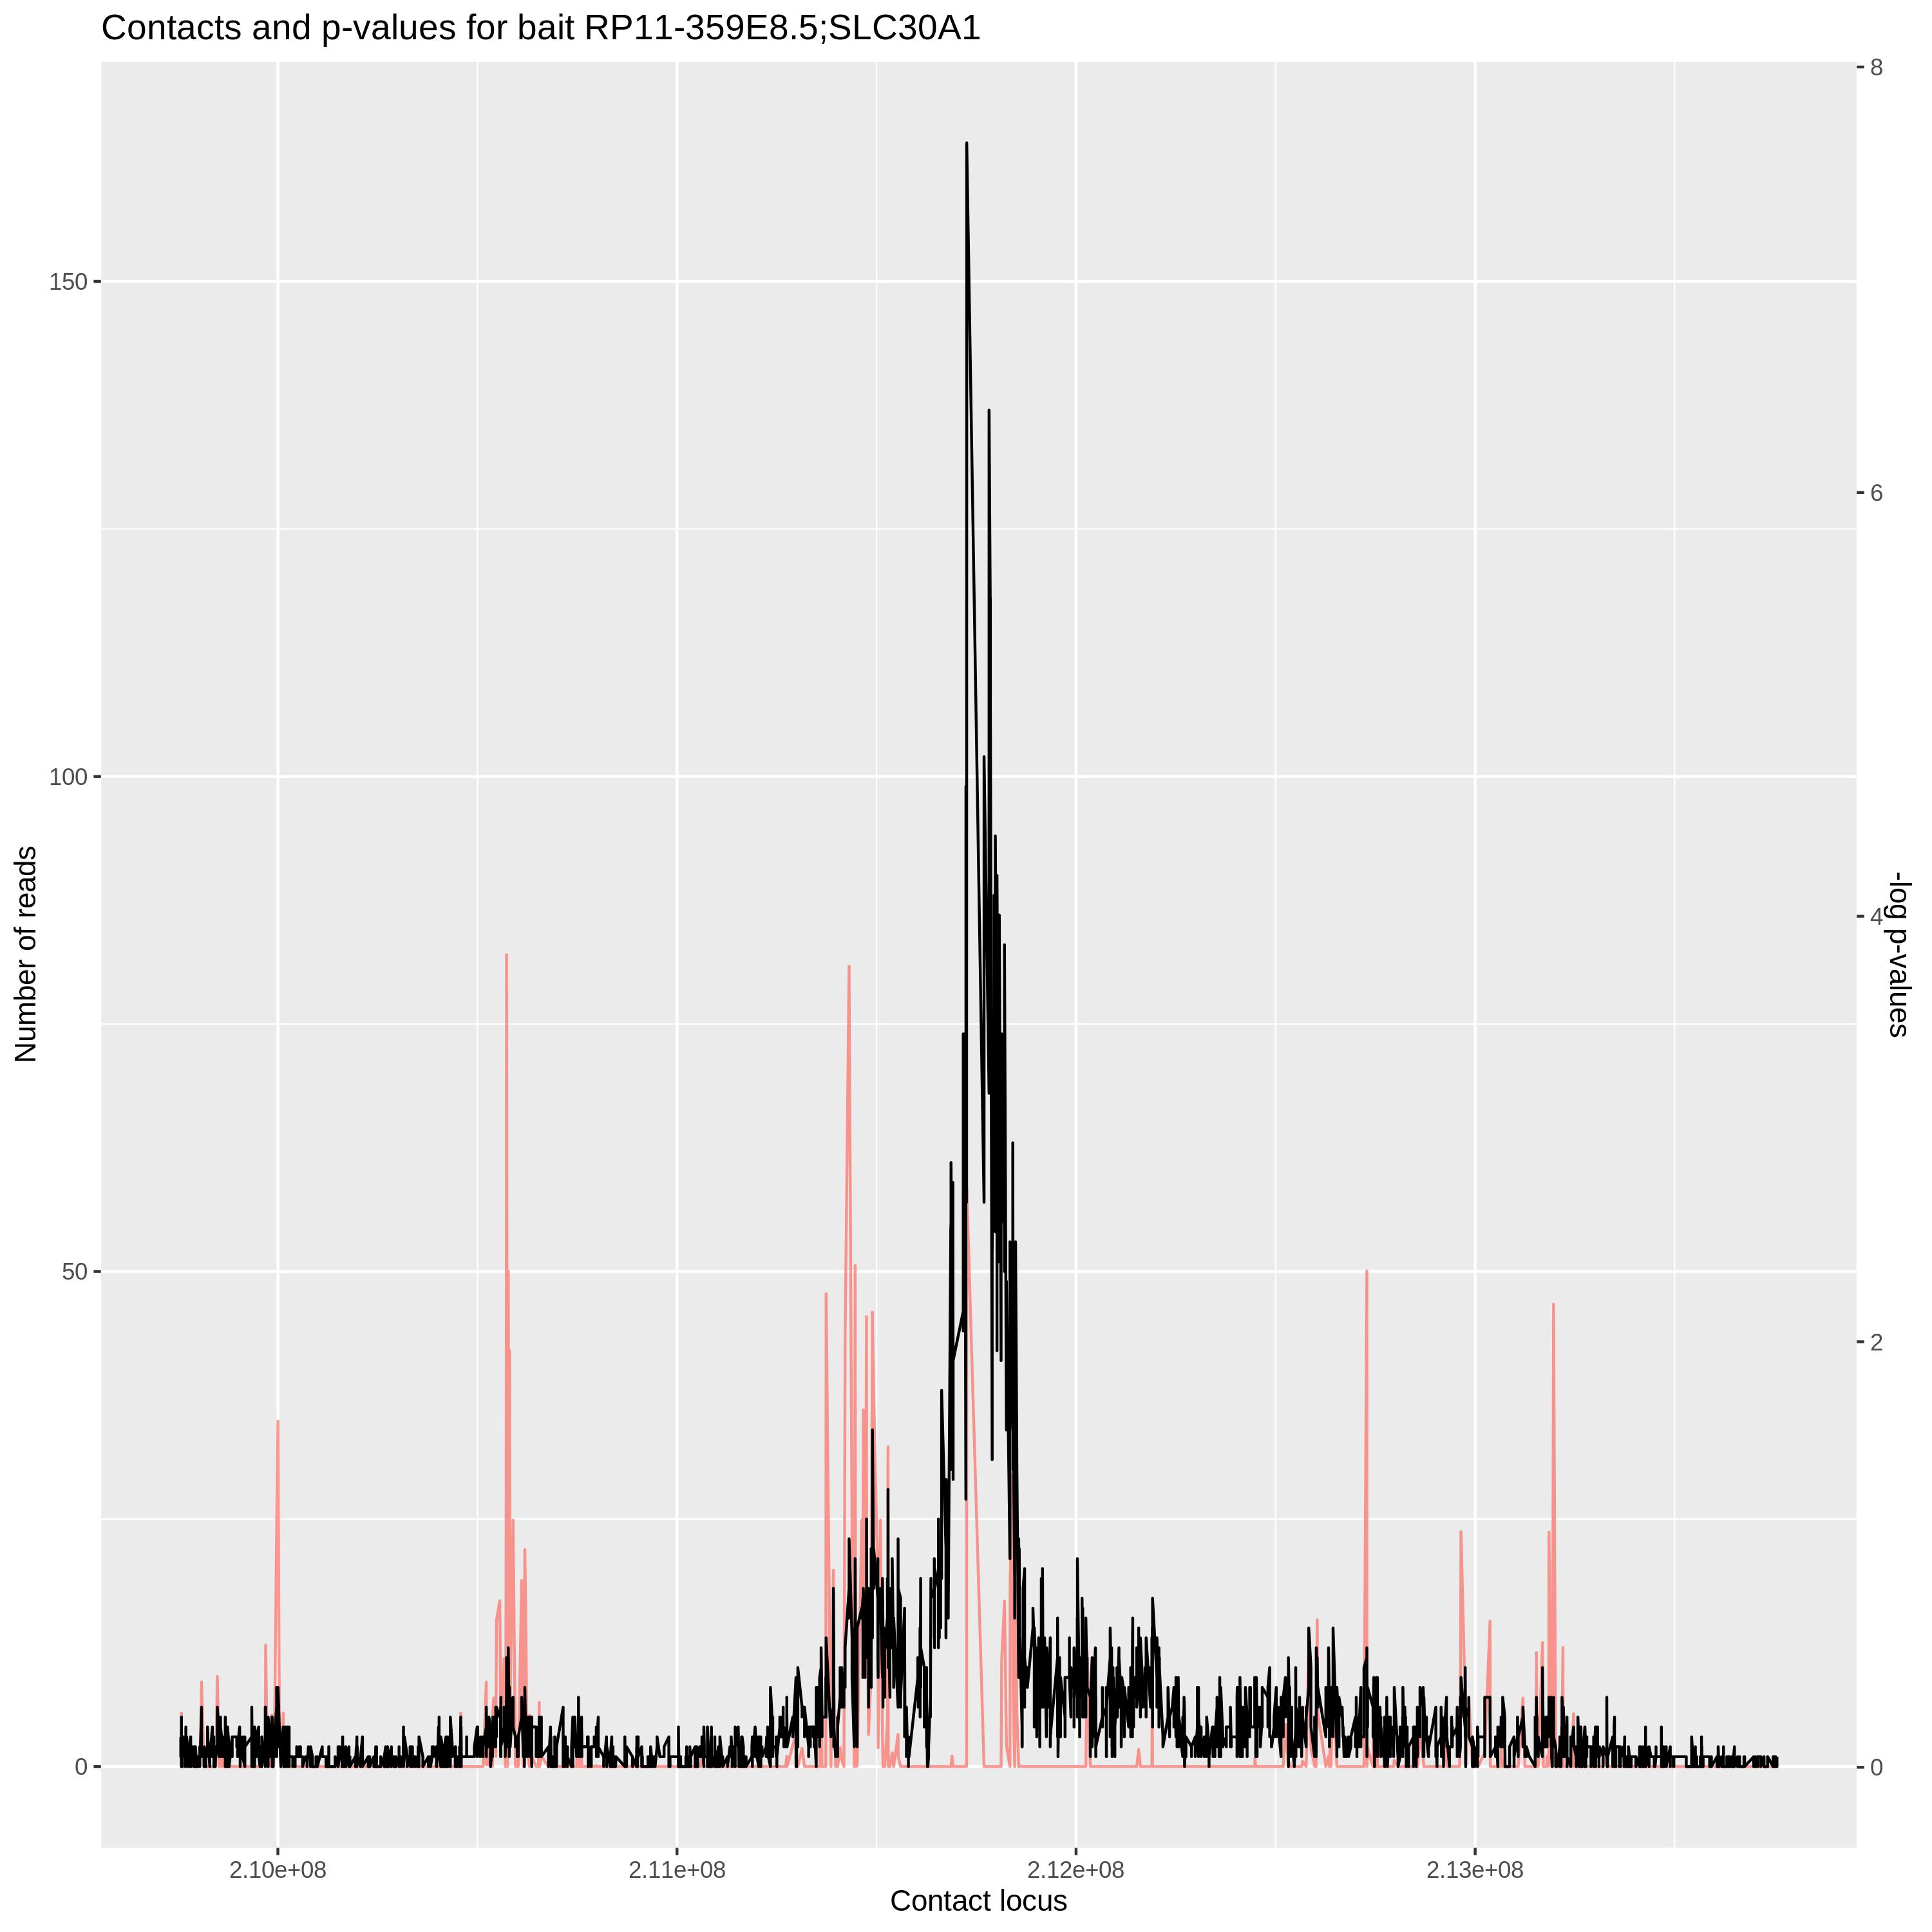 Contacts and p-values for bait RP11-359E8.5;SLC30A1
8
150
6
100
Number of reads
4
-log p-values
50
2
0
0
2.10e+08
2.11e+08
2.12e+08
2.13e+08
Contact locus